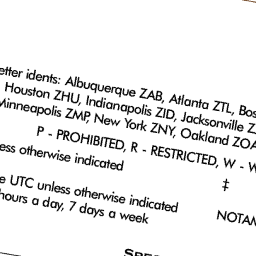 etter idents: Albuquerque ZAB, Atlanta ZTL, Bos
Houston ZHU, Indianapolis ZID, Jacksonville Z
Minneapolis ZMP, New York ZNY, Oakland ZOA
P - PROHIBITED, R - RESTRICTED, W - W
ess otherwise indicated
‡
e UTC unless otherwise indicated
hours a day, 7 days a week
NOTAM
SPEC